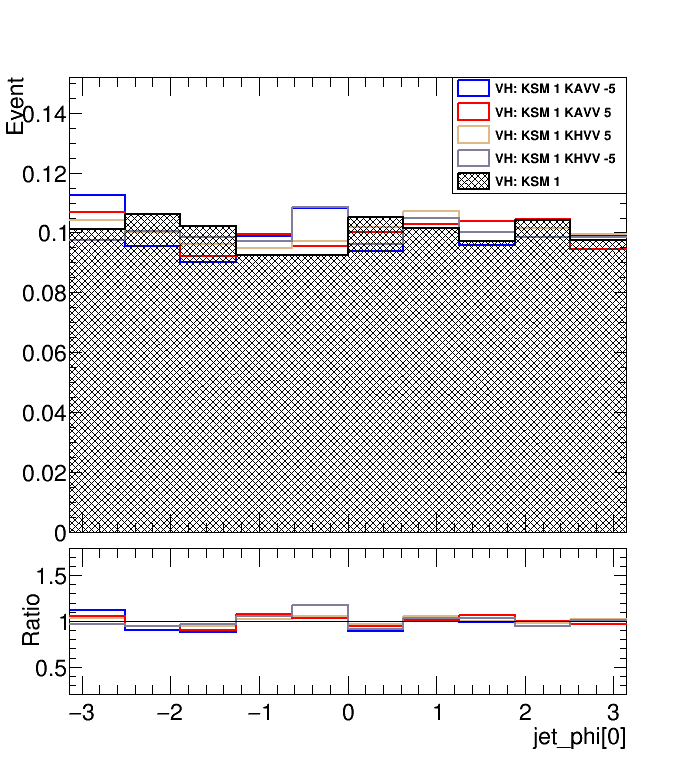 Event
0.14
0.12
0.1
0.08
0.06
0.04
0.02
0
VH: KSM 1 KAVV -5
VH: KSM 1 KAVV 5
VH: KSM 1 KHVV 5
VH: KSM 1 KHVV -5
VH: KSM 1
Ratio
1.5
1
0.5
−3 −2 −1 0 1 2 3
jet_phi[0]